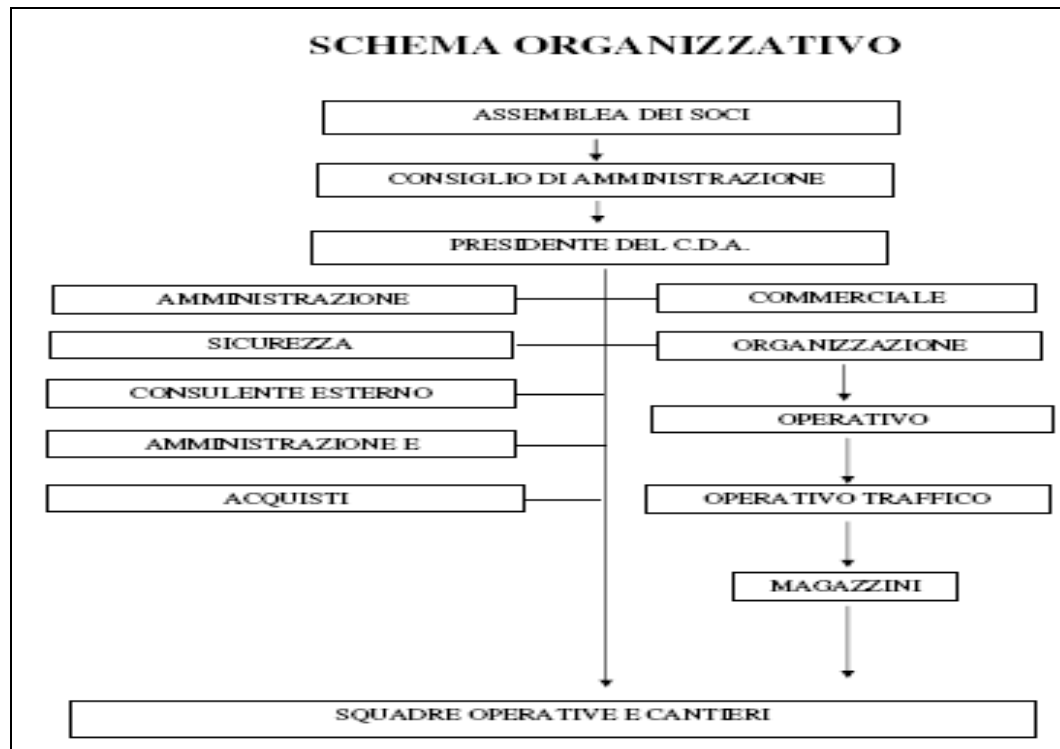 SCHEMA ORGANIZZATIVO
ASSEMBLEA DEI SOCI
CONSIGLIO DI AMMINISTRAZIONE
PRESIDENTE DEL C.D.A.
AMMINISTRAZIONE
COMMERCIALE
SICUREZZA
ORGANIZZAZIONE
CONSULENTE ESTERNO
OPERATIVO
AMMINISTRAZIONE E
ACQUISTI
OPERATIVO TRAFFICO
MAGAZZINI
SQUADRE OPERATIVE E CANTIERI